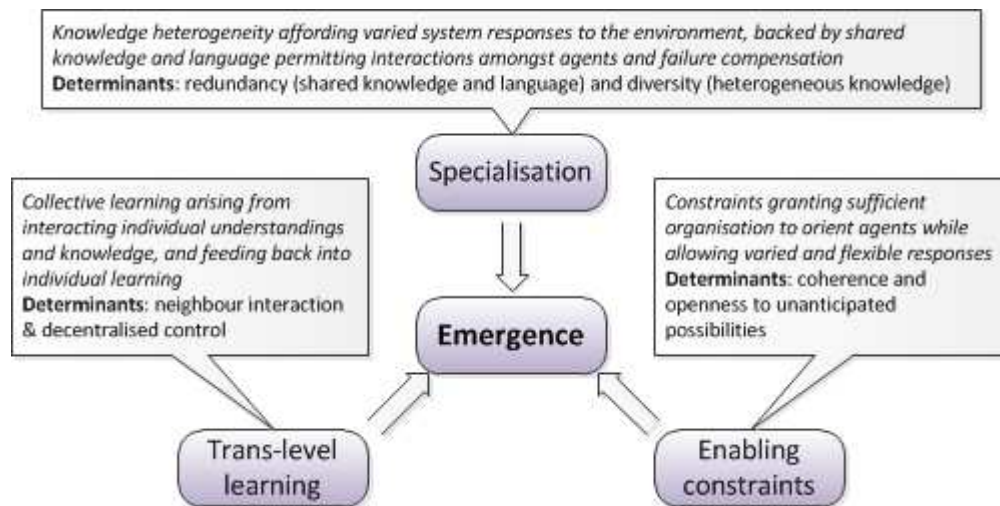 Knowledge heterogeneity affording varied system responses to the environment, backed by shared
knowledge and language permitting interactions amongst agents and failure compensation
Determinants: redundancy (shared knowledge and language) and diversity (heterogeneous knowledge)
Specialisation
Collective learning arising from
interacting individual understandings
and knowledge, and feeding back into
individual learning
Determinants: neighbour interaction
& decentralised control
Constraints granting sufficient
organisation to orient agents while
allowing varied and flexible responses
Determinants: coherence and
openness to unanticipated
possibilities
Emergence
Trans-level
learning
Enabling
constraints